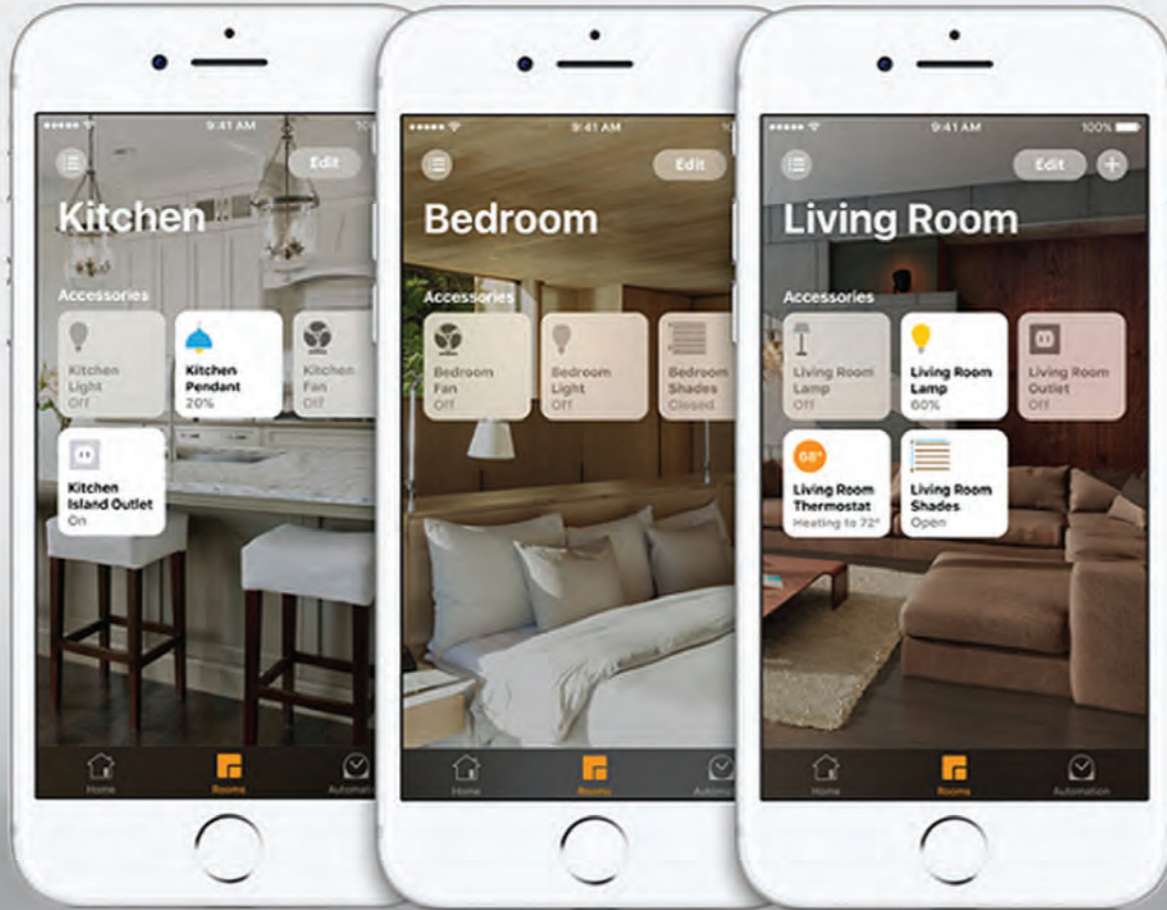 9:41 AM
10
Edit
Kitchen
Accessories
Kitchen
Light
Off
Kitchen
Pendant
20%
Kitchen
Fan
Off
Kitchen
Island Outlet
On
Home
Rooms
Automation
9:41 AM
Edit
Bedroom
Accessories
Bedroom
Fan
Off
Bedroom
Light
Off
Bedroom
Shades
Closed
Home
Rooms
Automa
9:41 AM
100%
Edit
Living Room
Accessories
Living Room
Lamp
Off
Living Room
Lamp
60%
Living Room
Outlet
Off
68°
Living Room
Thermostat
Heating to 72°
Living Room
Shades
Open
Home
Rooms
Automation